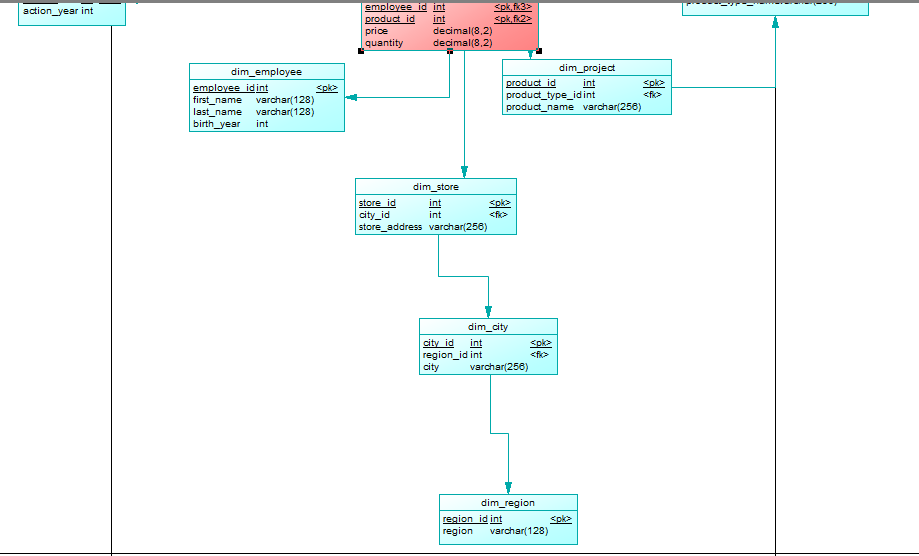 action_year int
employee_id int <pk,fk3>
product_id int <pk,fk2>
price decimal(8,2)
quantity decimal(8,2)
dim_employee
employee_id int <pk>
first_name varchar(128)
last_name varchar(128)
birth_year int
dim_project
product_id int <pk>
product_type_id int <fk>
product_name varchar(256)
dim_store
store_id int <pk>
city_id int <fk>
store_address varchar(256)
dim_city
city_id int <pk>
region_id int <fk>
city varchar(256)
dim_region
region_id int <pk>
region varchar(128)